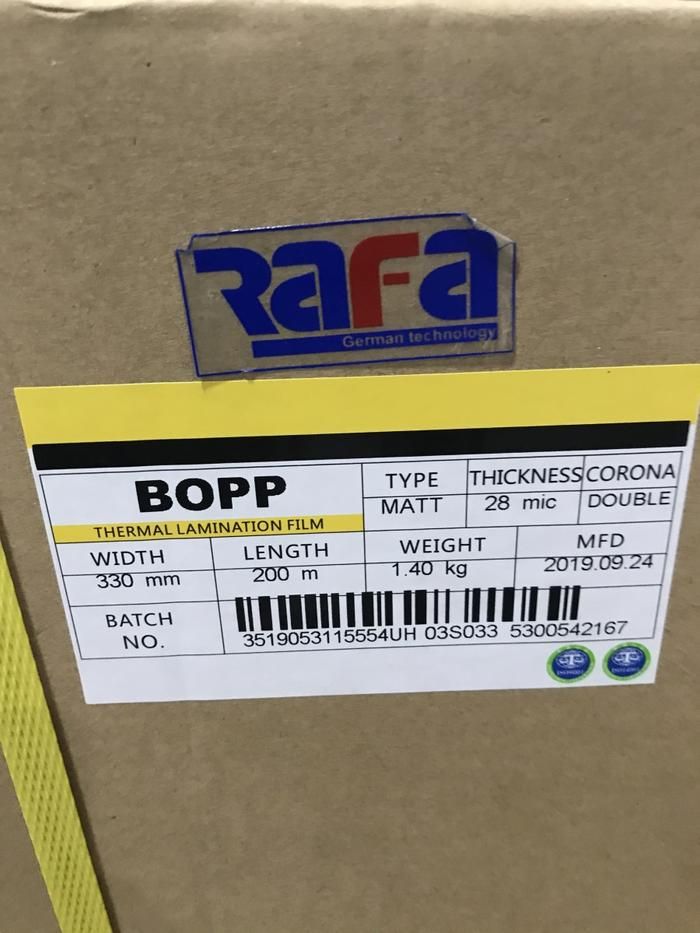 RAFA
German technology
BOPP
THERMAL LAMINATION FILM
TYPE THICKNESS CORONA
MATT 28 mic DOUBLE
WIDTH LENGTH WEIGHT MFD
330 mm 200 m 1.40 kg 2019.09.24
BATCH
NO.
3519053115554UH 03S033 5300542167